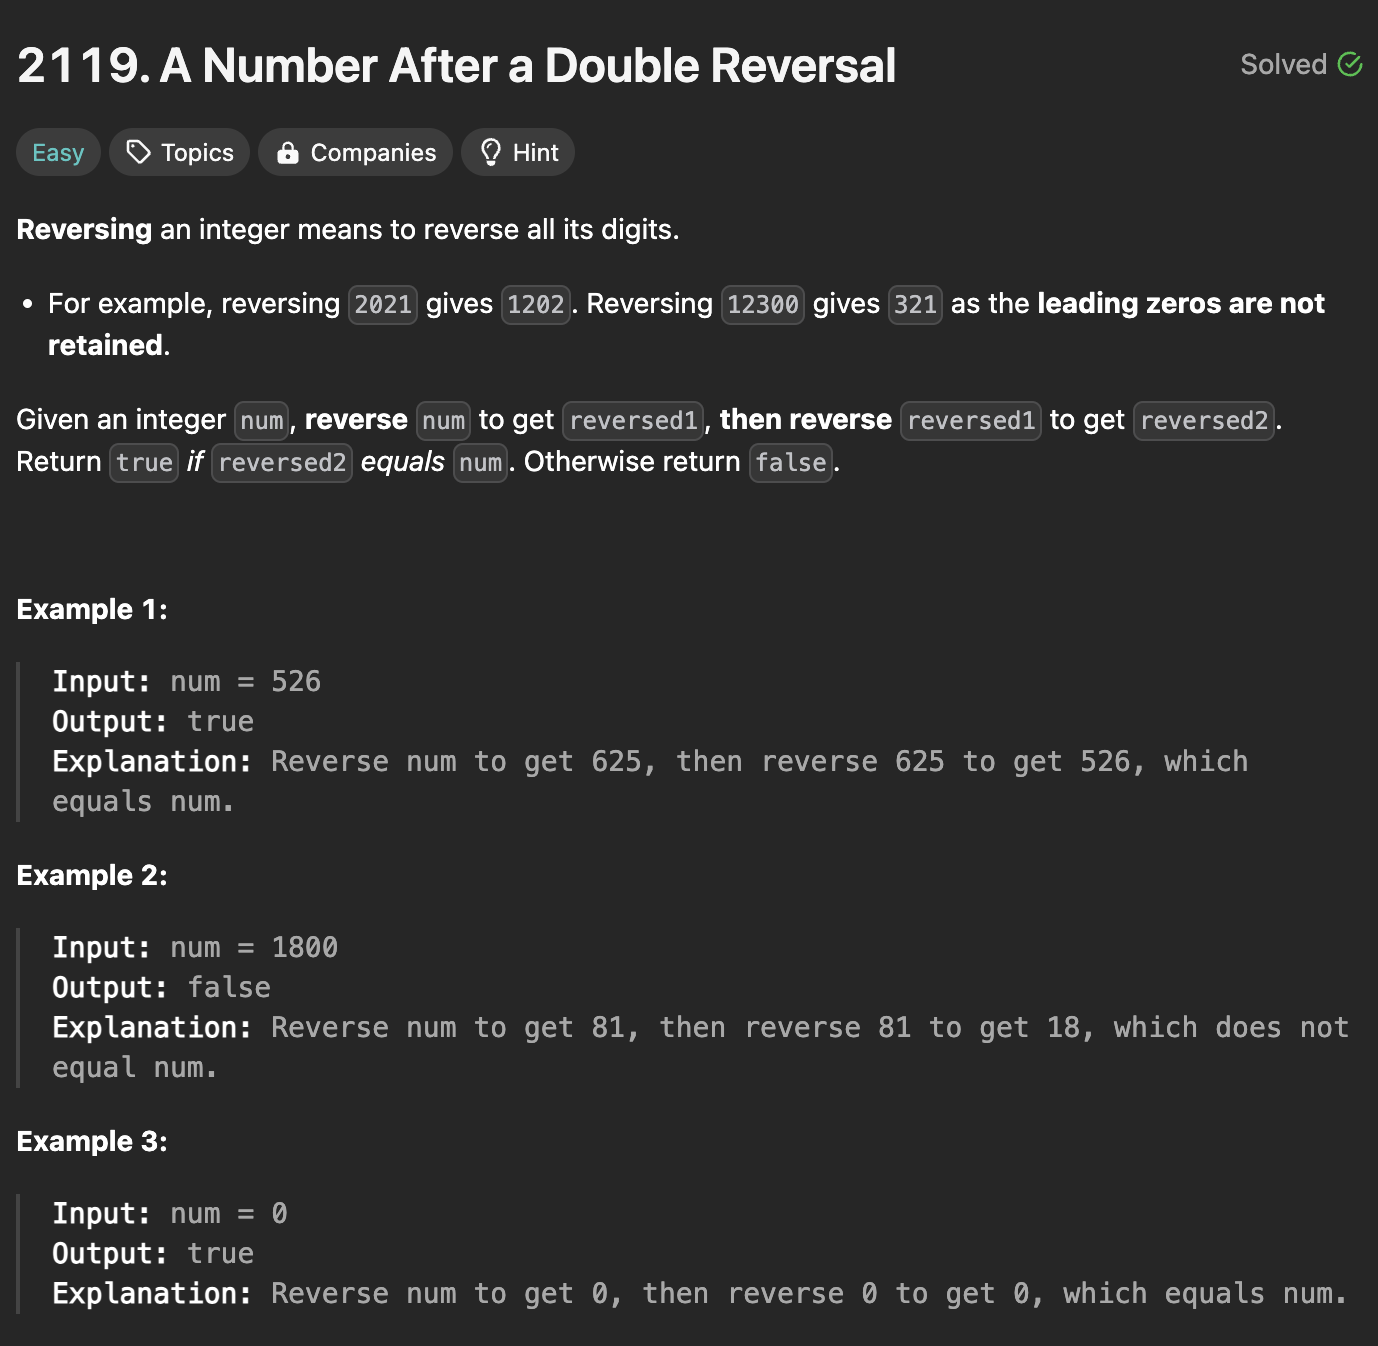 2119. A Number After a Double Reversal
Solved
Easy
Topics
Companies
Hint
Reversing an integer means to reverse all its digits.
• For example, reversing 2021 gives 1202. Reversing 12300 gives 321 as the leading zeros are not
retained.
Given an integer num, reverse num to get reversed1, then reverse reversed1 to get reversed2.
Return true if reversed2 equals num. Otherwise return false.
Example 1:
Input: num = 526
Output: true
Explanation: Reverse num to get 625, then reverse 625 to get 526, which
equals num.
Example 2:
Input: num = 1800
Output: false
Explanation: Reverse num to get 81, then reverse 81 to get 18, which does not
equal num.
Example 3:
Input: num = 0
Output: true
Explanation: Reverse num to get 0, then reverse 0 to get 0, which equals num.